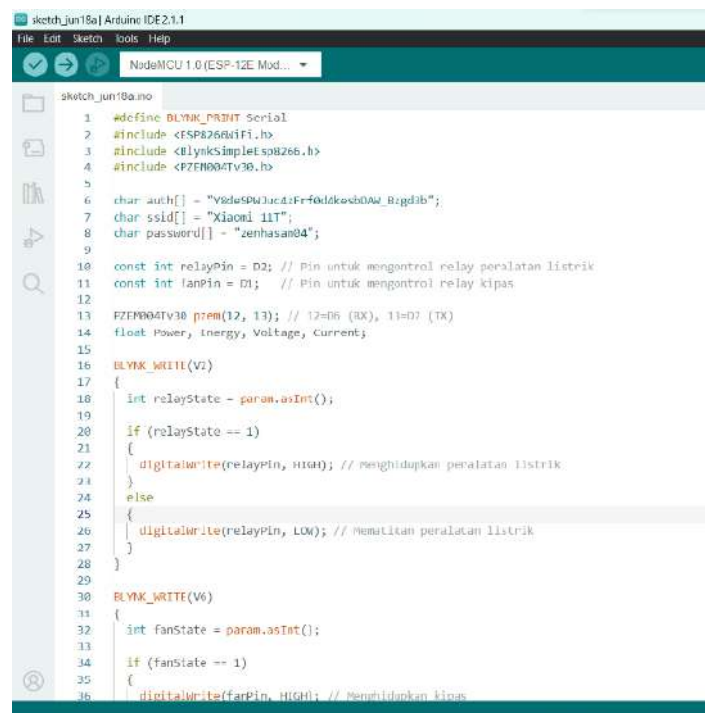 sketch_jun18a | Arduino IDE 2.1.1
File Edit Sketch Tools Help
NodeMCU 1.0 (ESP-12E Mod...
sketch_jun18a.ino
1 #define BLYNK_PRINT Serial
2 #include <ESP8266WiFi.h>
3 #include <BlynkSimpleEsp8266.h>
4 #include <PZEM004Tv30.h>
5
6 char auth[] =
7 char ssid[] = "Xiaomi 11T";
8 char password[] = "zenhasan04";
9
10 const int relayPin = D2; // Pin untuk mengontrol relay peralatan listrik
11 const int fanPin = D1; // Pin untuk mengontrol relay kipas
12
13 PZEM004Tv30 pzem(12, 13); // 12=D6 (RX), 13=D7 (TX)
14 float Power, Energy, Voltage, Current;
15
16 BLYNK_WRITE(V2)
17 {
18 int relayState = param.asInt();
19
20 if (relayState == 1)
21 {
22 digitalWrite(relayPin, HIGH); // Menghidupkan peralatan listrik
23 }
24 else
25 {
26 digitalWrite(relayPin, LOW); // Mematikan peralatan listrik
27 }
28 }
29
30 BLYNK_WRITE(V6)
31 {
32 int fanState = param.asInt();
33
34 if (fanState == 1)
35 {
36 digitalWrite(fanPin, HIGH); // Menghidupkan kipas